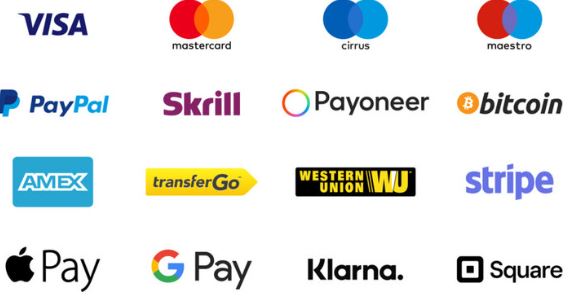 VISA
mastercard
cirrus
maestro
PayPal
Skrill
Payoneer
bitcoin
AMEX
transferGo
WESTERN
UNION WU
stripe
Pay
G Pay
Klarna.
Square